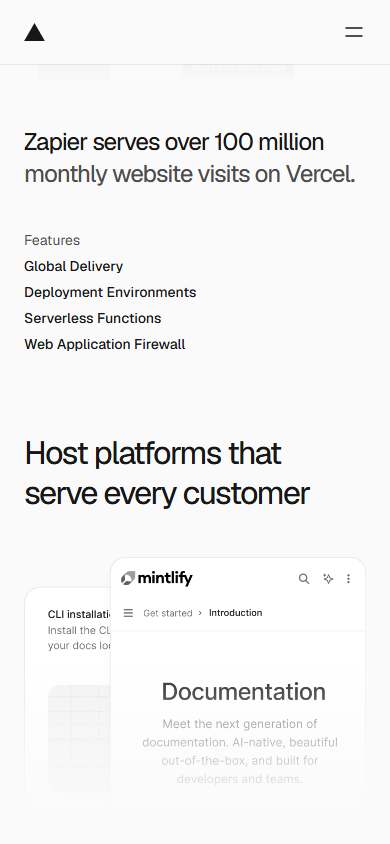 Zapier serves over 100 million
monthly website visits on Vercel.
Features
Global Delivery
Deployment Environments
Serverless Functions
Web Application Firewall
Host platforms that
serve every customer
mintlify
Get started › Introduction
CLI installati
Install the CL
your docs loc
Documentation
Meet the next generation of
documentation. AI-native, beautiful
out-of-the-box, and built for
developers and teams.